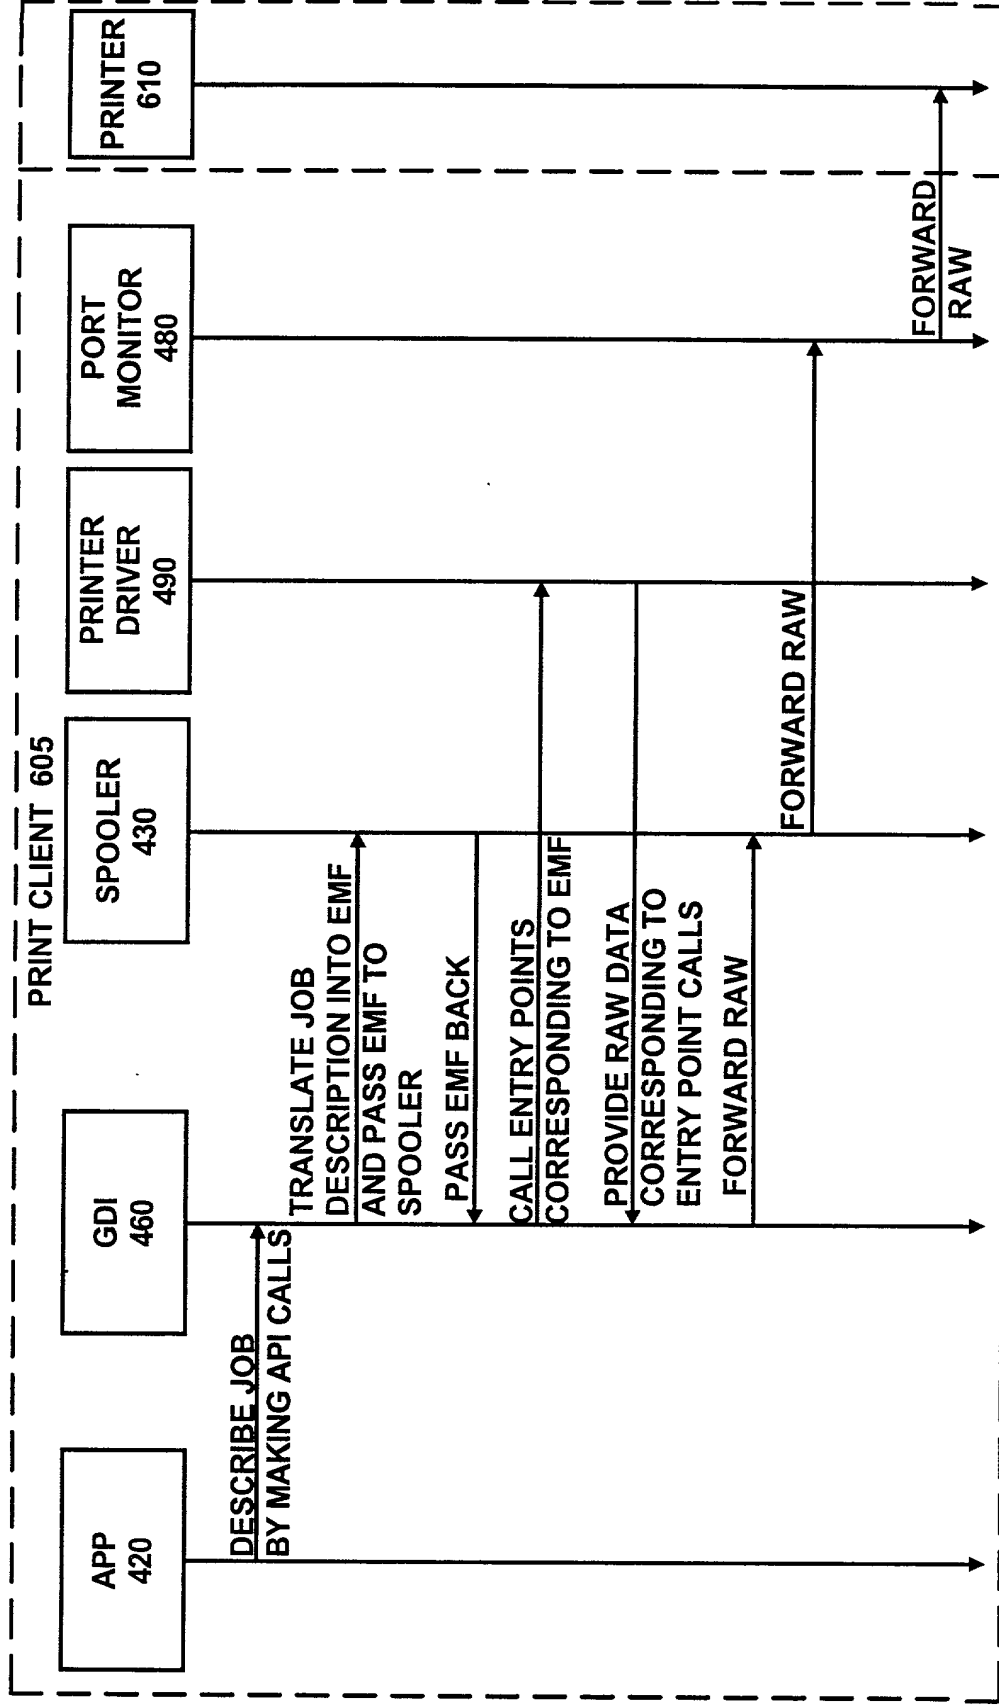 PRINT CLIENT 605
APP
420
GDI
460
SPOOLER
430
PRINTER
DRIVER
490
PORT
MONITOR
480
PRINTER
610
DESCRIBE JOB
BY MAKING API CALLS
TRANSLATE JOB
DESCRIPTION INTO EMF
AND PASS EMF TO
SPOOLER
PASS EMF BACK
CALL ENTRY POINTS
CORRESPONDING TO EMF
PROVIDE RAW DATA
CORRESPONDING TO
ENTRY POINT CALLS
FORWARD RAW
FORWARD RAW
FORWARD
RAW